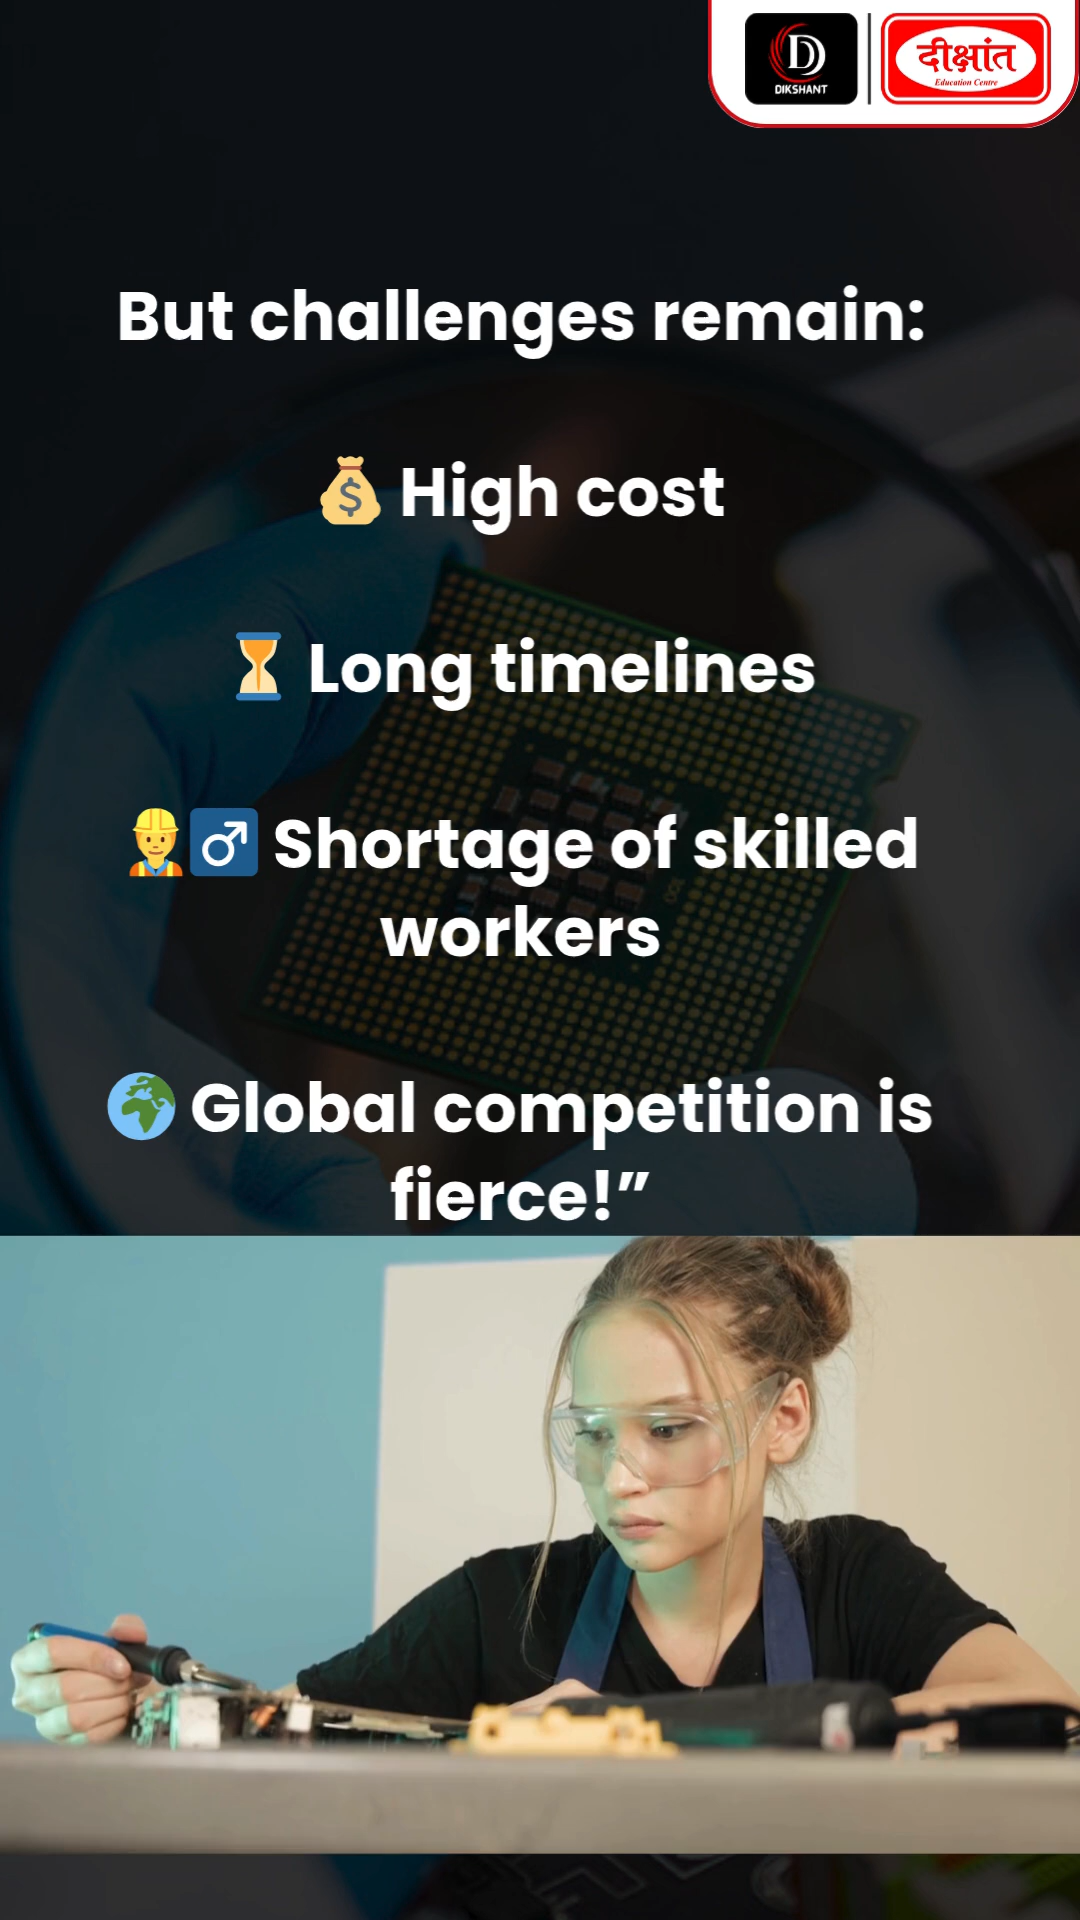 DIKSHANT
दीक्षांत
Education Centre
But challenges remain:
💰 High cost
⏳ Long timelines
👷♂️ Shortage of skilled
workers
🌍 Global competition is
fierce!”